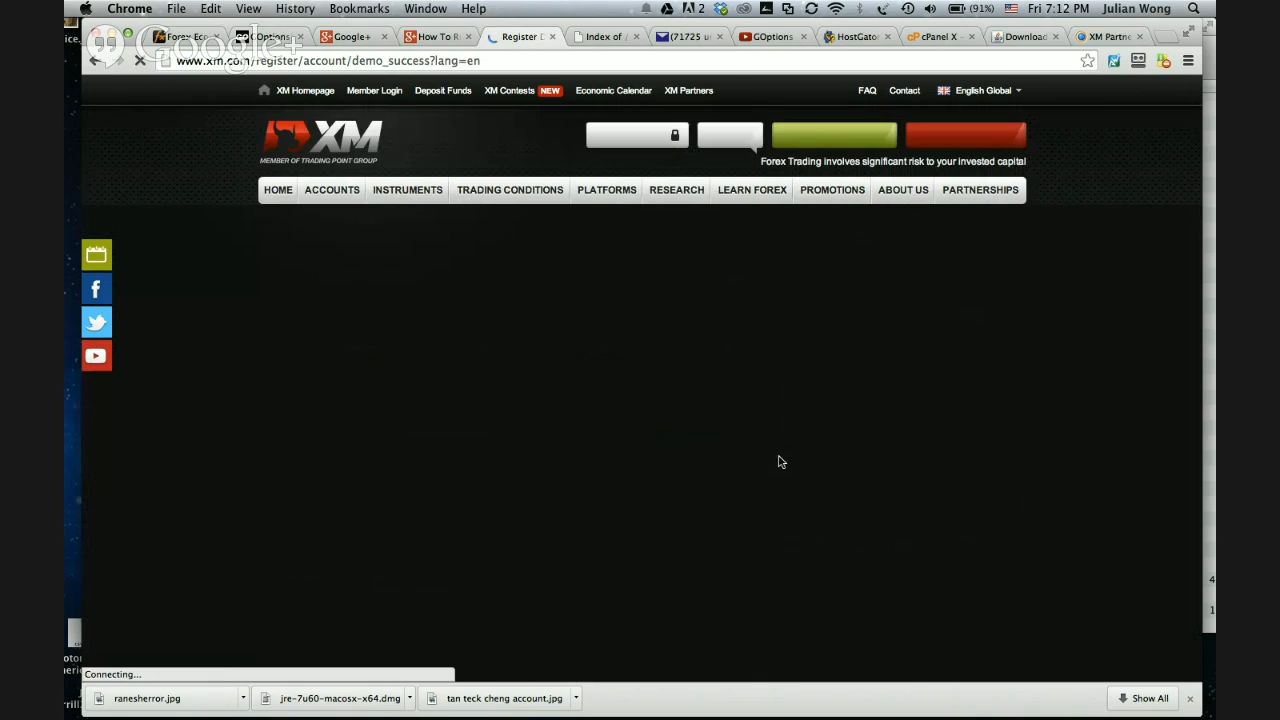 Chrome File Edit View History Bookmarks Window Help
2 (91%) Fri 7:12 PM Julian Wong
Google+
Forex Eco
GOptions
Google+
How To R
Register D
Index of /
(71725 u
GOptions
HostGator
cPanel X –
Download
XM Partne
www.xm.com/register/account/demo_success?lang=en
XM Homepage Member Login Deposit Funds XM Contests NEW Economic Calendar XM Partners FAQ Contact English Global
XM
MEMBER OF TRADING POINT GROUP
Forex Trading involves significant risk to your invested capital
HOME ACCOUNTS INSTRUMENTS TRADING CONDITIONS PLATFORMS RESEARCH LEARN FOREX PROMOTIONS ABOUT US PARTNERSHIPS
Connecting...
ranesherror.jpg jre-7u60-macosx-x64.dmg tan teck cheng account.jpg Show All